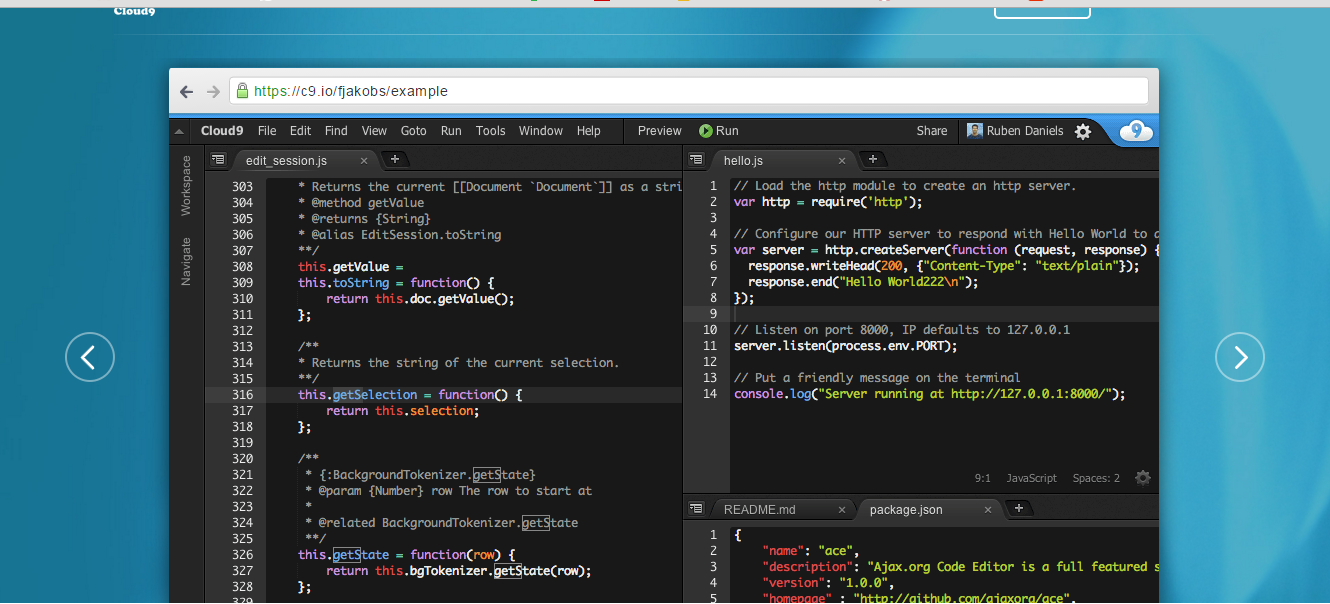 Cloud9
https://c9.io/fjakobs/example
Cloud9 File Edit Find View Goto Run Tools Window Help Preview Run Share Ruben Daniels 9
Workspace
Navigate
edit_session.js × +
303 * Returns the current [[Document `Document`]] as a stri
304 * @method getValue
305 * @returns {String}
306 * @alias EditSession.toString
307 **/
308 this.getValue =
309 this.toString = function() {
310 return this.doc.getValue();
311 };
312
313 /**
314 * Returns the string of the current selection.
315 **/
316 this.getSelection = function() {
317 return this.selection;
318 };
319
320 /**
321 * {:BackgroundTokenizer.getState}
322 * @param {Number} row The row to start at
323 *
324 * @related BackgroundTokenizer.getState
325 **/
326 this.getState = function(row) {
327 return this.bgTokenizer.getState(row);
328 };
329
hello.js × +
1 // Load the http module to create an http server.
2 var http = require('http');
3
4 // Configure our HTTP server to respond with Hello World to a
5 var server = http.createServer(function (request, response) {
6 response.writeHead(200, {"Content-Type": "text/plain"});
7 response.end("Hello World222\n");
8 });
9
10 // Listen on port 8000, IP defaults to 127.0.0.1
11 server.listen(process.env.PORT);
12
13 // Put a friendly message on the terminal
14 console.log("Server running at http://127.0.0.1:8000/");
9:1 JavaScript Spaces: 2
README.md × package.json × +
1 {
2 "name": "ace",
3 "description": "Ajax.org Code Editor is a full featured s
4 "version": "1.0.0",
5 "homepage" : "http://github.com/ajaxorg/ace",